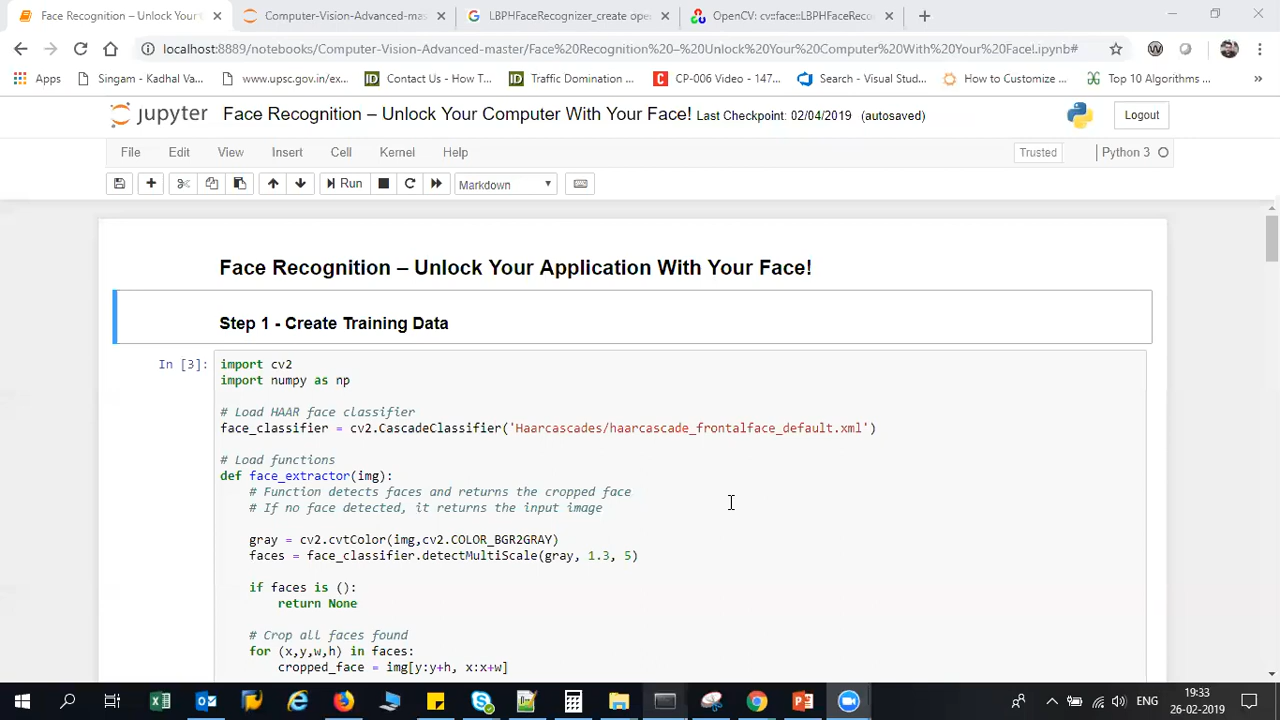 Face Recognition – Unlock Your C
Computer-Vision-Advanced-mas
LBPHFaceRecognizer_create open
OpenCV: cv::face::LBPHFaceReco
localhost:8889/notebooks/Computer-Vision-Advanced-master/Face%20Recognition%20–%20Unlock%20Your%20Computer%20With%20Your%20Face!.ipynb#
Apps
Singam - Kadhal Va...
www.upsc.gov.in/ex...
ID Contact Us - How T...
ID Traffic Domination ...
C CP-006 Video - 147...
Search - Visual Stud...
How to Customize ...
Top 10 Algorithms ...
jupyter Face Recognition – Unlock Your Computer With Your Face! Last Checkpoint: 02/04/2019 (autosaved)
Logout
File Edit View Insert Cell Kernel Help
Trusted
Python 3
Run
Markdown
Face Recognition – Unlock Your Application With Your Face!
Step 1 - Create Training Data
In [3]:
import cv2
import numpy as np
# Load HAAR face classifier
face_classifier = cv2.CascadeClassifier('Haarcascades/haarcascade_frontalface_default.xml')
# Load functions
def face_extractor(img):
# Function detects faces and returns the cropped face
# If no face detected, it returns the input image
gray = cv2.cvtColor(img,cv2.COLOR_BGR2GRAY)
faces = face_classifier.detectMultiScale(gray, 1.3, 5)
if faces is ():
return None
# Crop all faces found
for (x,y,w,h) in faces:
cropped_face = img[y:y+h, x:x+w]
ENG
19:33
26-02-2019